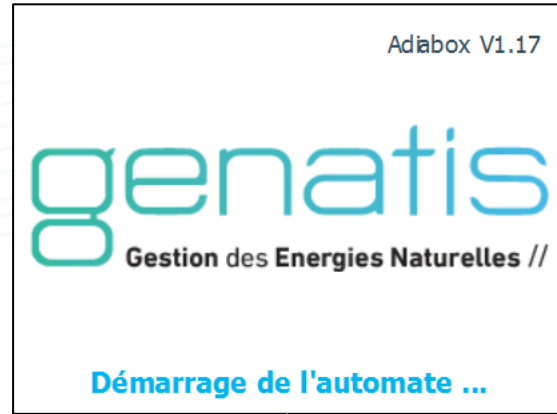 Adiabox V1.17
genatis
Gestion des Energies Naturelles //
Démarrage de l'automate ...